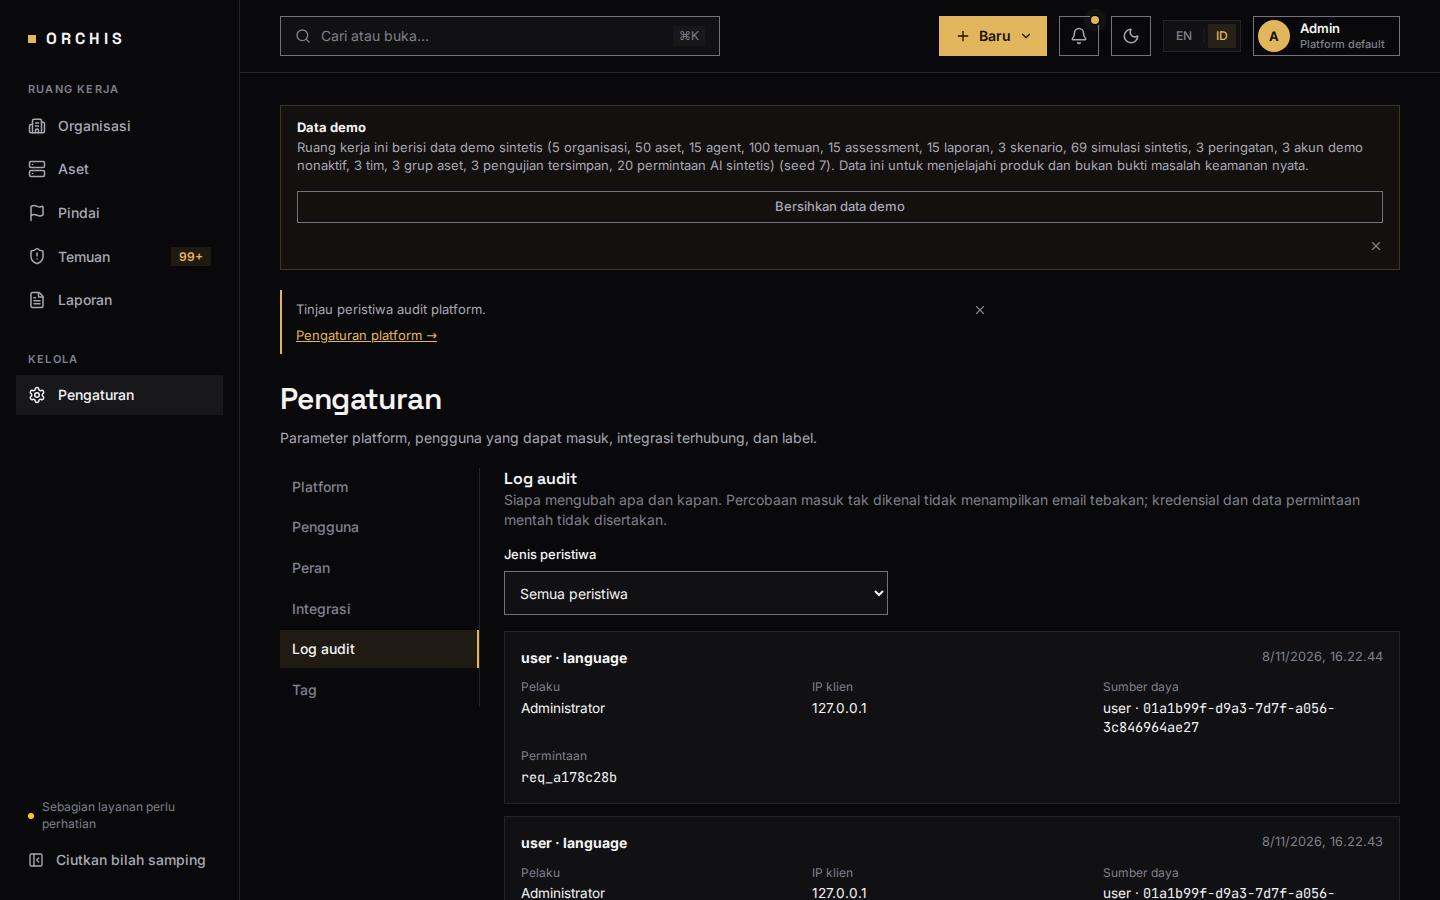 ORCHIS
RUANG KERJA
Organisasi
Aset
Pindai
Temuan
99+
Laporan
KELOLA
Pengaturan
Sebagian layanan perlu
perhatian
Ciutkan bilah samping
Cari atau buka...
⌘K
Baru
EN
ID
A
Admin
Platform default
Data demo
Ruang kerja ini berisi data demo sintetis (5 organisasi, 50 aset, 15 agent, 100 temuan, 15 assessment, 15 laporan, 3 skenario, 69 simulasi sintetis, 3 peringatan, 3 akun demo
nonaktif, 3 tim, 3 grup aset, 3 pengujian tersimpan, 20 permintaan AI sintetis) (seed 7). Data ini untuk menjelajahi produk dan bukan bukti masalah keamanan nyata.
Bersihkan data demo
Tinjau peristiwa audit platform.
Pengaturan platform →
Pengaturan
Parameter platform, pengguna yang dapat masuk, integrasi terhubung, dan label.
Platform
Pengguna
Peran
Integrasi
Log audit
Tag
Log audit
Siapa mengubah apa dan kapan. Percobaan masuk tak dikenal tidak menampilkan email tebakan; kredensial dan data permintaan
mentah tidak disertakan.
Jenis peristiwa
Semua peristiwa
user · language
8/11/2026, 16.22.44
Pelaku
IP klien
Sumber daya
Administrator
127.0.0.1
user · 01a1b99f-d9a3-7d7f-a056-
3c846964ae27
Permintaan
req_a178c28b
user · language
8/11/2026, 16.22.43
Pelaku
IP klien
Sumber daya
Administrator
127.0.0.1
user · 01a1b99f-d9a3-7d7f-a056-